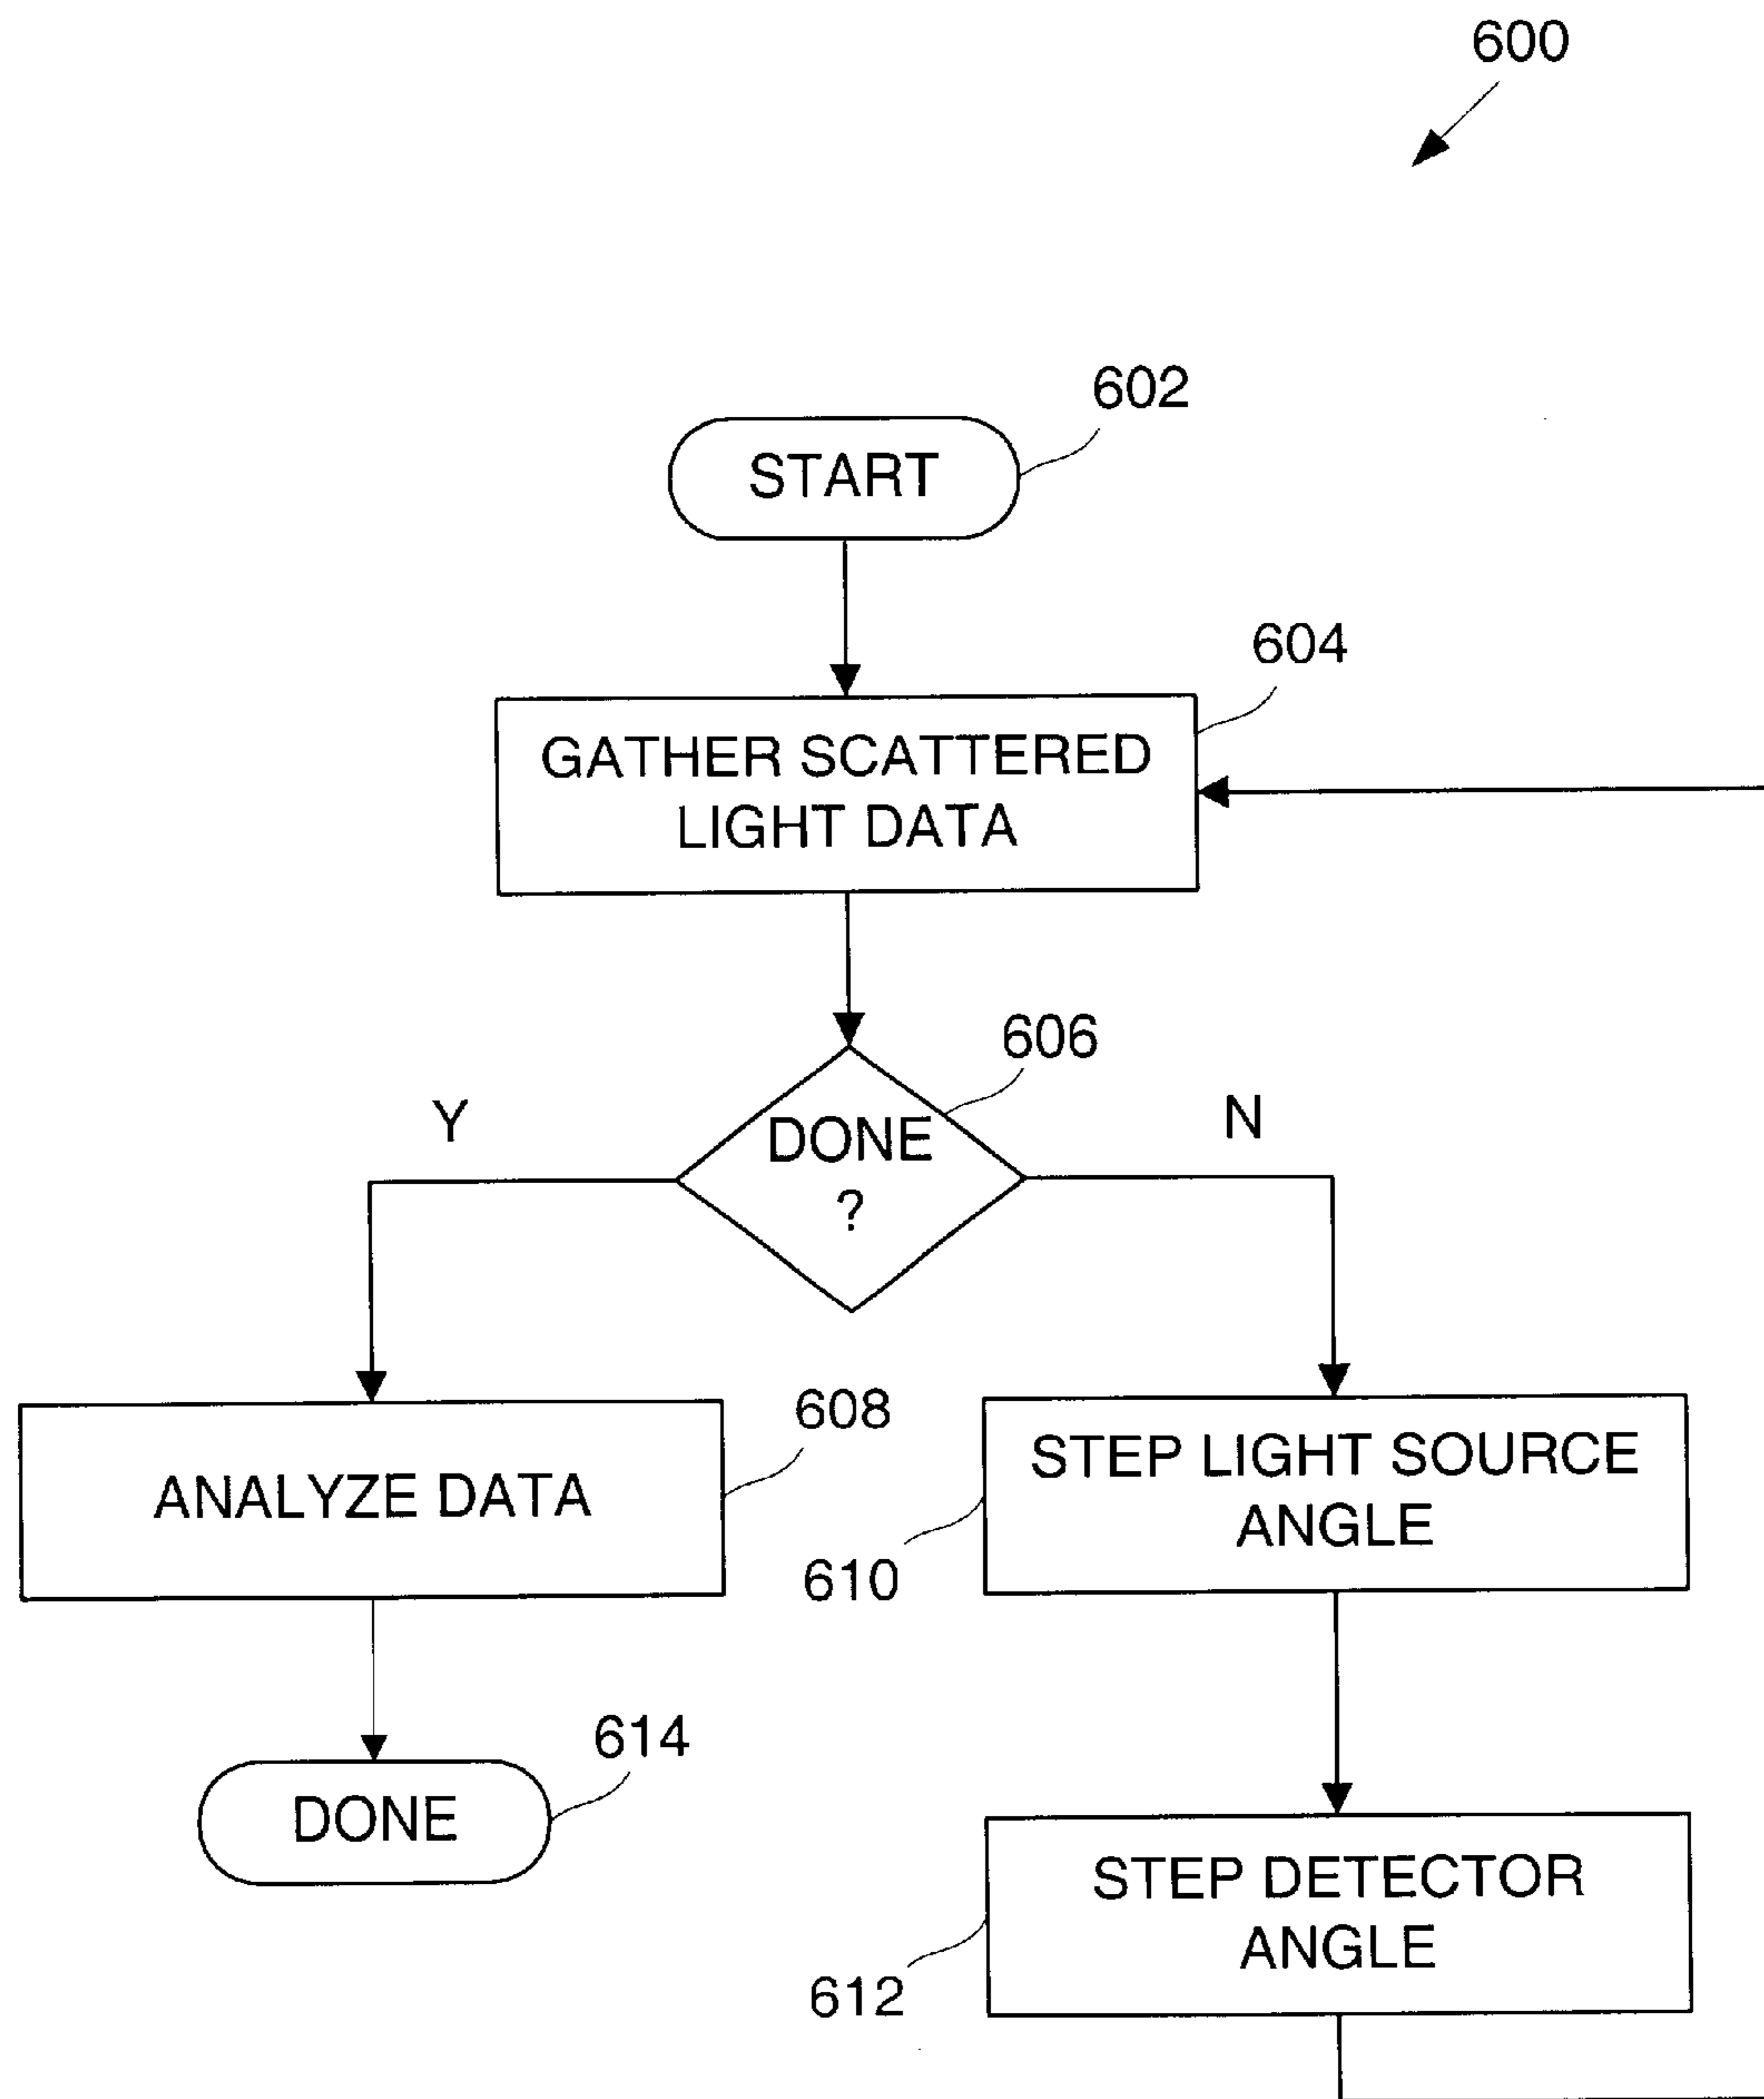 600
602
START
604
GATHER SCATTERED
LIGHT DATA
606
Y
DONE
?
N
608
ANALYZE DATA
STEP LIGHT SOURCE
ANGLE
610
614
DONE
STEP DETECTOR
ANGLE
612